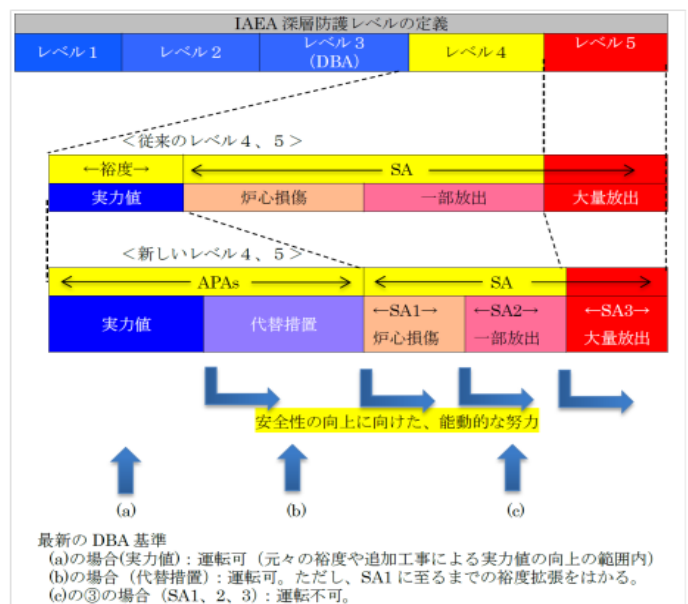 IAEA 深層防護レベルの定義
レベル1 レベル2 レベル3 レベル4 レベル5
(DBA)
＜従来のレベル４、５＞
←裕度→ SA
実力値 炉心損傷 一部放出 大量放出
＜新しいレベル４、５＞
APAs SA
実力値 代替措置 ←SA1→ ←SA2→ ←SA3→
炉心損傷 一部放出 大量放出
安全性の向上に向けた、能動的な努力
(a) (b) (c)
最新の DBA 基準
(a)の場合(実力値)：運転可（元々の裕度や追加工事による実力値の向上の範囲内）
(b)の場合（代替措置）：運転可。ただし、SA1 に至るまでの裕度拡張をはかる。
(c)の③の場合（SA1、2、3）：運転不可。